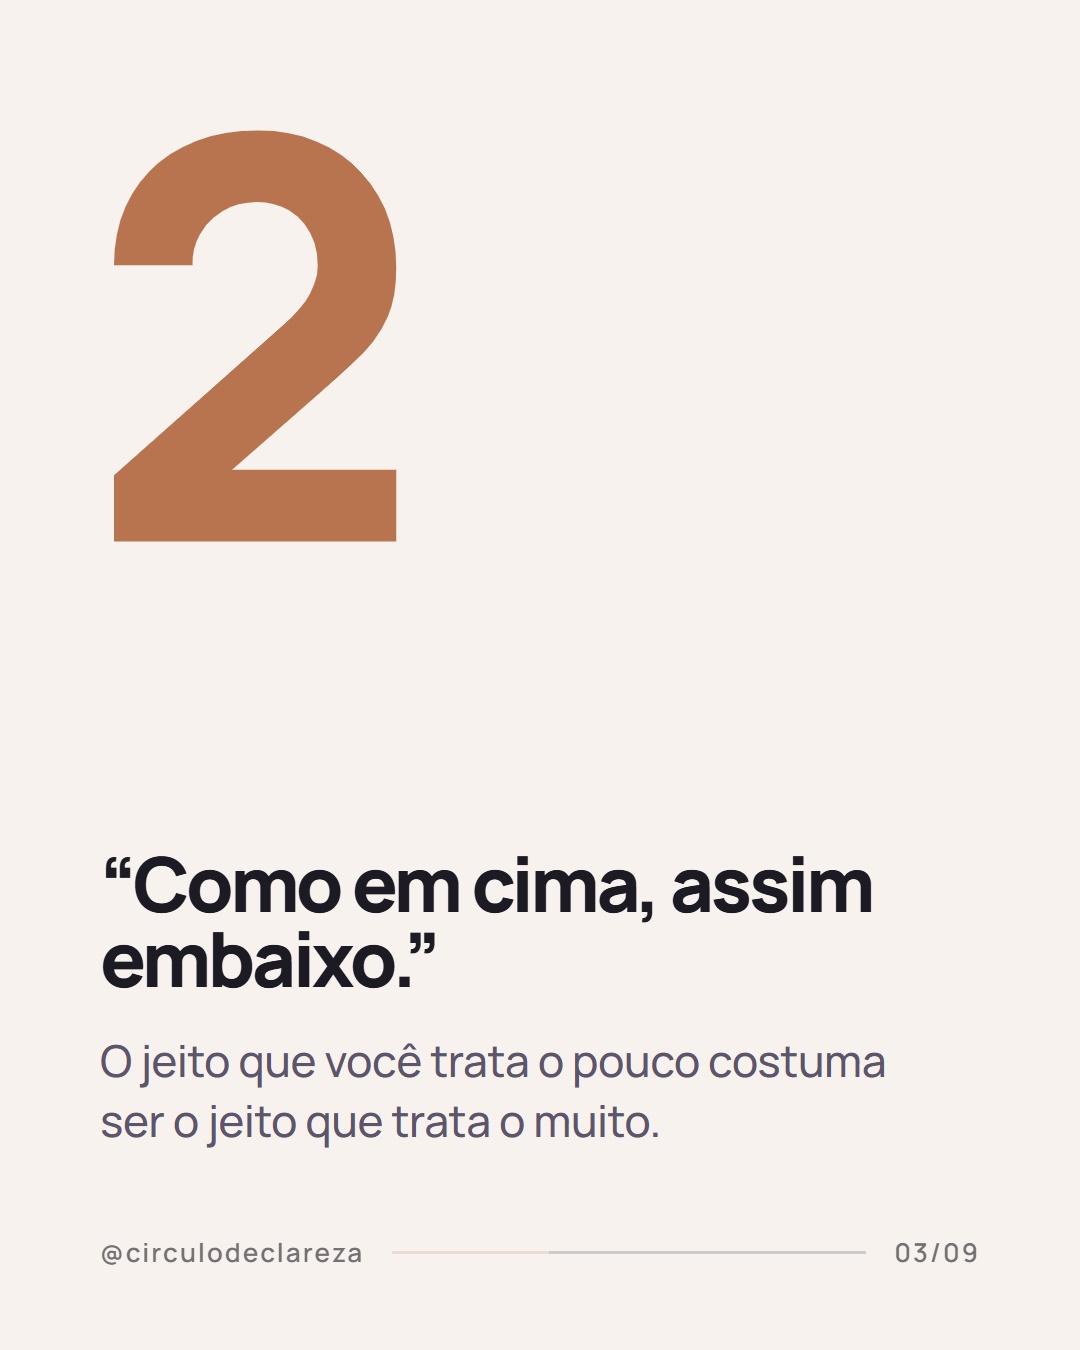 2
“Como em cima, assim
embaixo.”
O jeito que você trata o pouco costuma
ser o jeito que trata o muito.
@circulodeclareza
03/09